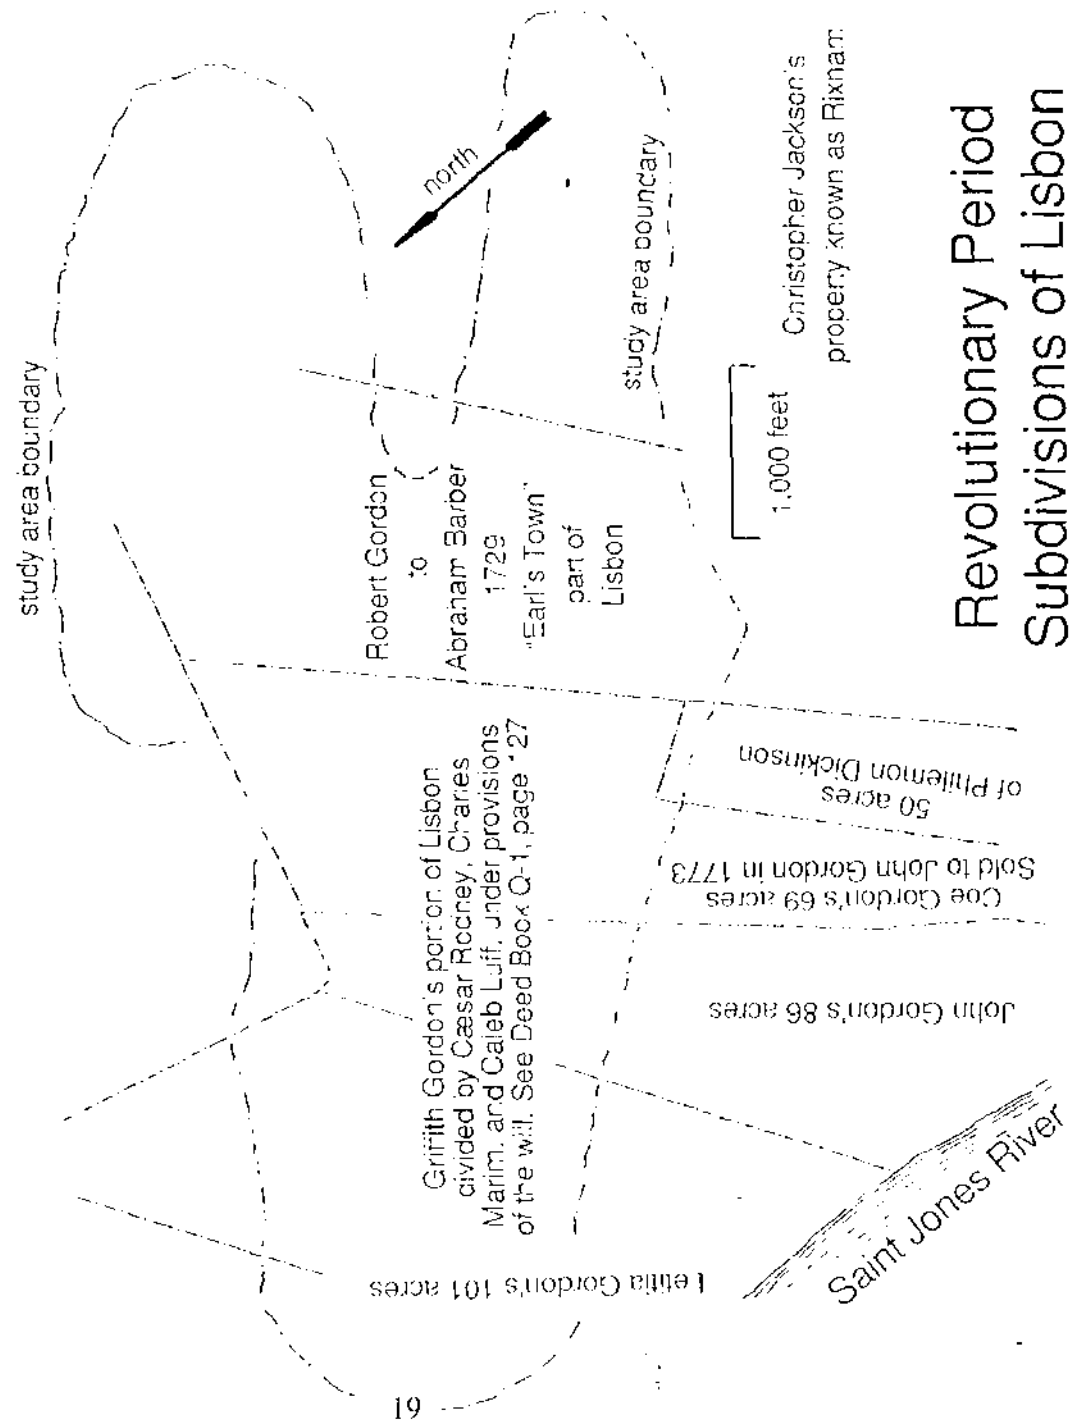 study area boundary
north
study area boundary
Christopher Jackson's
property known as Rixnam
Robert Gordon
to
Abraham Barber
1729
"Earl's Town"
part of
Lisbon
1,000 feet
Griffith Gordon's portion of Lisbon
divided by Cæsar Rodney, Charles
Marim, and Caleb Luff, under provisions
of the will. See Deed Book Q-1, page 127
50 acres
of Philemon Dickinson
Coe Gordon's 69 acres
Sold to John Gordon in 1773
John Gordon's 86 acres
Letitia Gordon's 101 acres
Saint Jones River
Revolutionary Period
Subdivisions of Lisbon
61